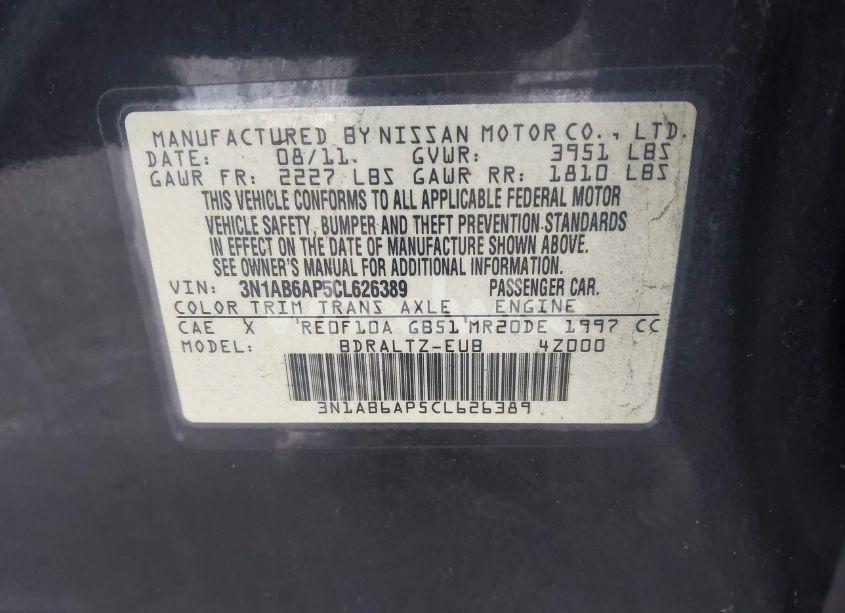 MANUFACTURED BY NISSAN MOTOR CO., LTD.
DATE: 08/11. GVWR: 3951 LBS
GAWR FR: 2227 LBS GAWR RR: 1810 LBS
THIS VEHICLE CONFORMS TO ALL APPLICABLE FEDERAL MOTOR
VEHICLE SAFETY, BUMPER AND THEFT PREVENTION STANDARDS
IN EFFECT ON THE DATE OF MANUFACTURE SHOWN ABOVE.
SEE OWNER'S MANUAL FOR ADDITIONAL INFORMATION.
VIN: 3N1AB6AP5CL626389 PASSENGER CAR.
COLOR TRIM TRANS AXLE ENGINE
CAE X RE0F10A GB51 MR20DE 1997 CC
MODEL: BDRALTZ-EUB 4Z000
3N1AB6AP5CL626389